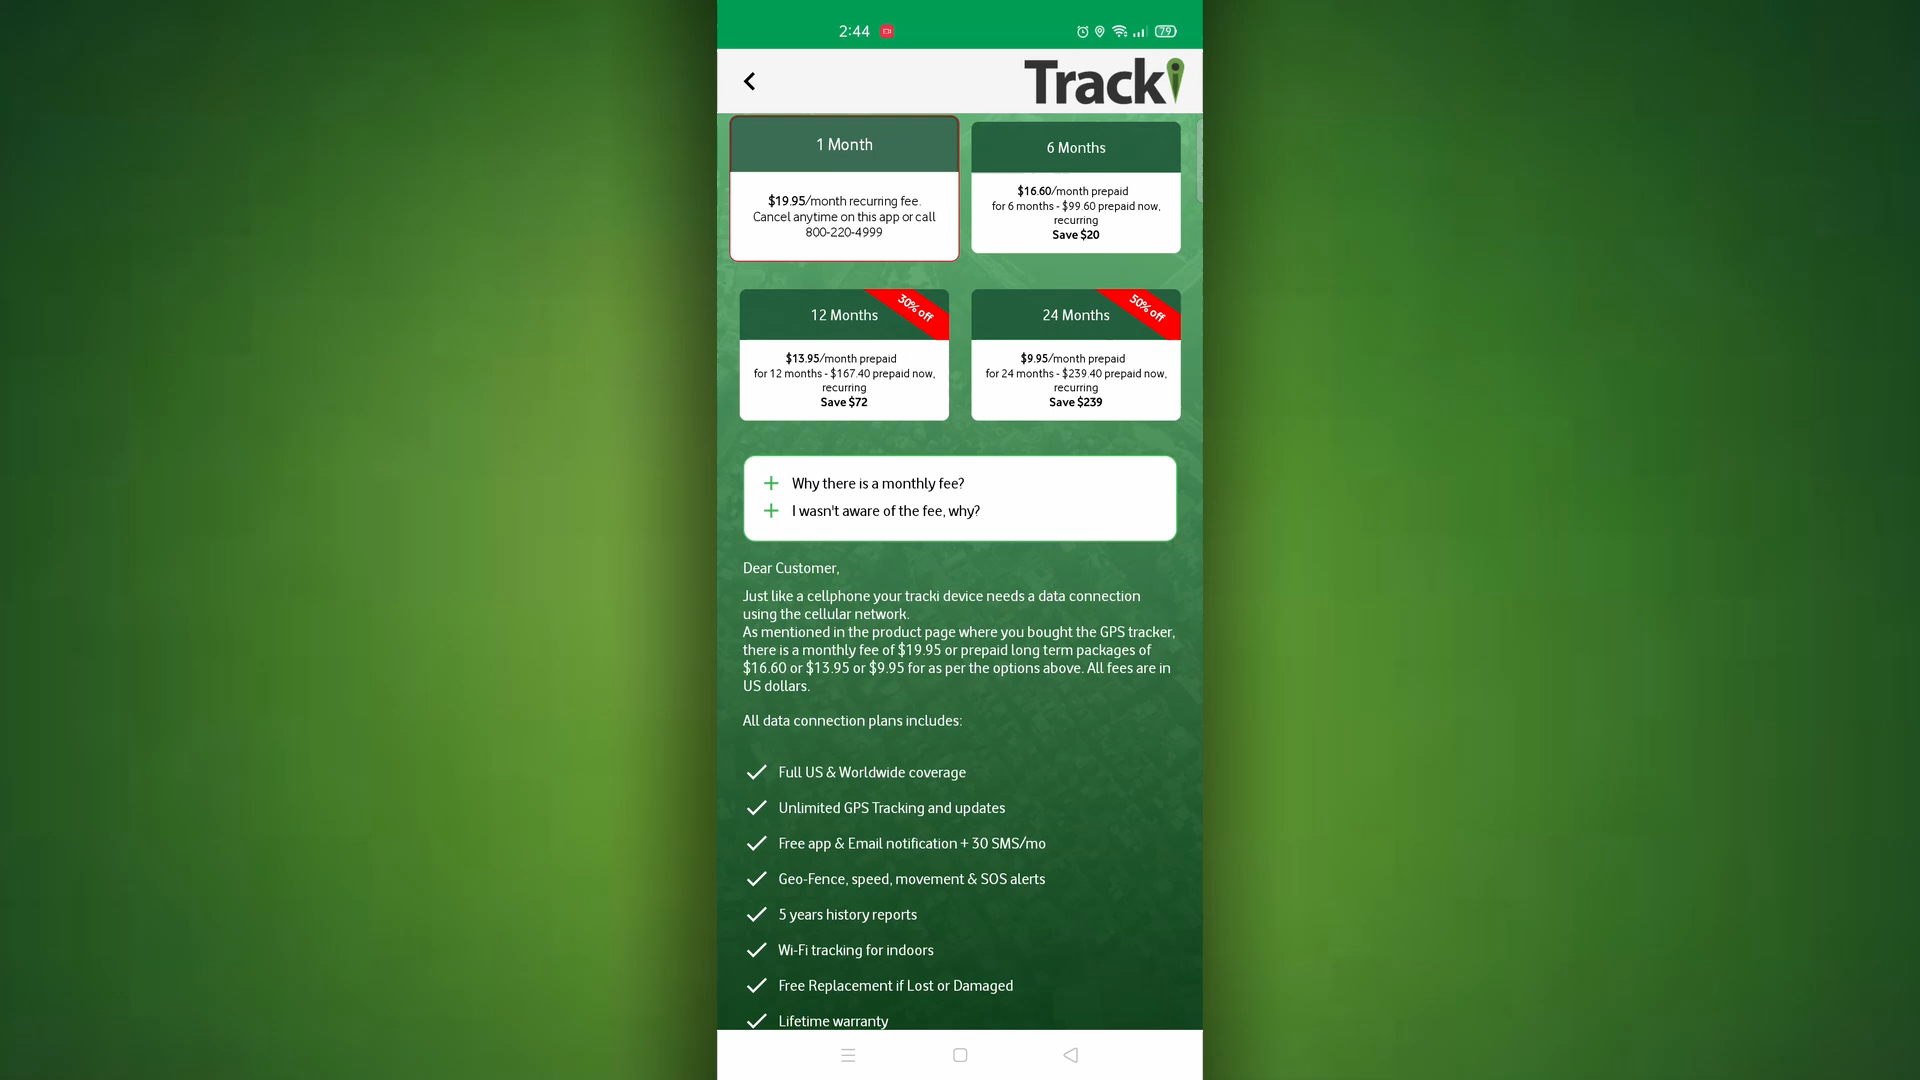 2:44
79
Tracki
1 Month
$19.95/month recurring fee.
Cancel anytime on this app or call
800-220-4999
6 Months
$16.60/month prepaid
for 6 months - $99.60 prepaid now,
recurring
Save $20
12 Months
30% off
$13.95/month prepaid
for 12 months - $167.40 prepaid now,
recurring
Save $72
24 Months
50% off
$9.95/month prepaid
for 24 months - $239.40 prepaid now,
recurring
Save $239
Why there is a monthly fee?
I wasn't aware of the fee, why?
Dear Customer,
Just like a cellphone your tracki device needs a data connection
using the cellular network.
As mentioned in the product page where you bought the GPS tracker,
there is a monthly fee of $19.95 or prepaid long term packages of
$16.60 or $13.95 or $9.95 for as per the options above. All fees are in
US dollars.
All data connection plans includes:
Full US & Worldwide coverage
Unlimited GPS Tracking and updates
Free app & Email notification + 30 SMS/mo
Geo-Fence, speed, movement & SOS alerts
5 years history reports
Wi-Fi tracking for indoors
Free Replacement if Lost or Damaged
Lifetime warranty